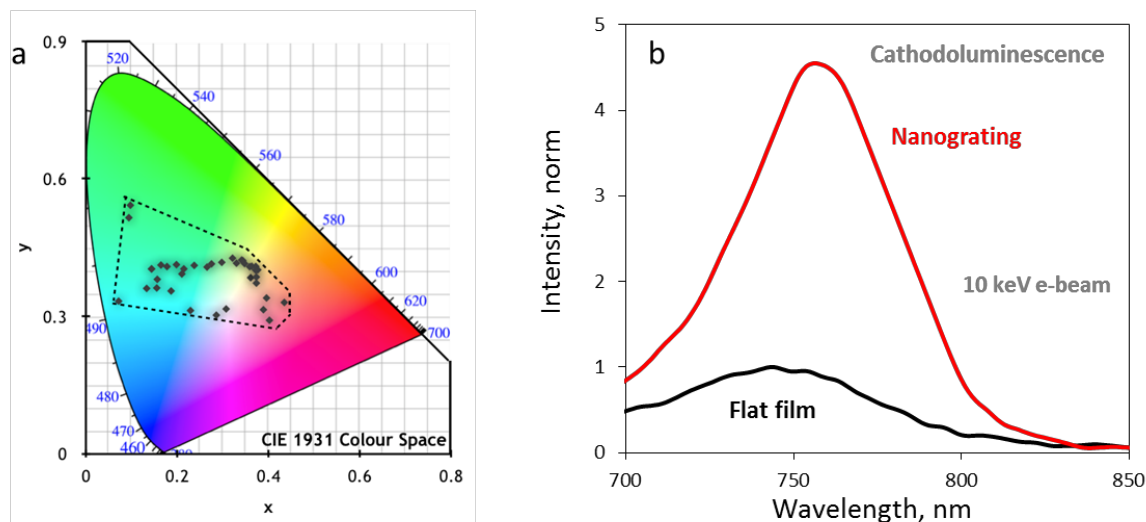 a
0.9
520
540
560
0.6
580
y
600
620
0.3
490
700
480
470
460
CIE 1931 Colour Space
0
0 0.2 0.4 0.6 0.8
x
b
5
Cathodoluminescence
4
Nanograting
Intensity, norm
3
2
10 keV e-beam
1
Flat film
0
700 750 800 850
Wavelength, nm